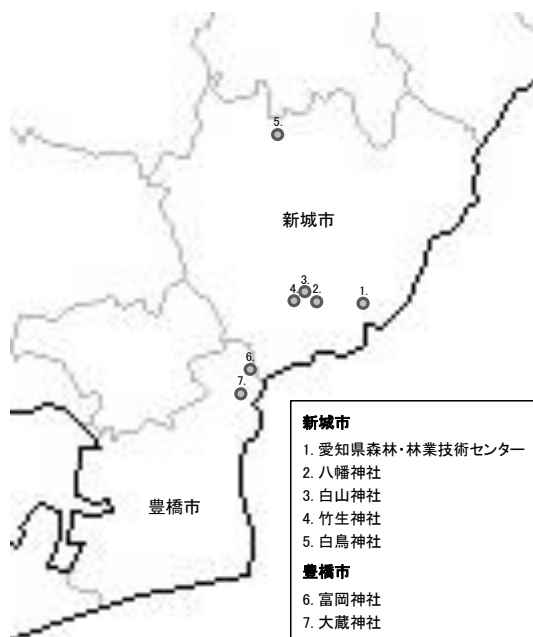 5.
新城市
3.
4.
2.
1.
6.
7.
豊橋市
新城市
1. 愛知県森林・林業技術センター
2. 八幡神社
3. 白山神社
4. 竹生神社
5. 白鳥神社
豊橋市
6. 富岡神社
7. 大蔵神社